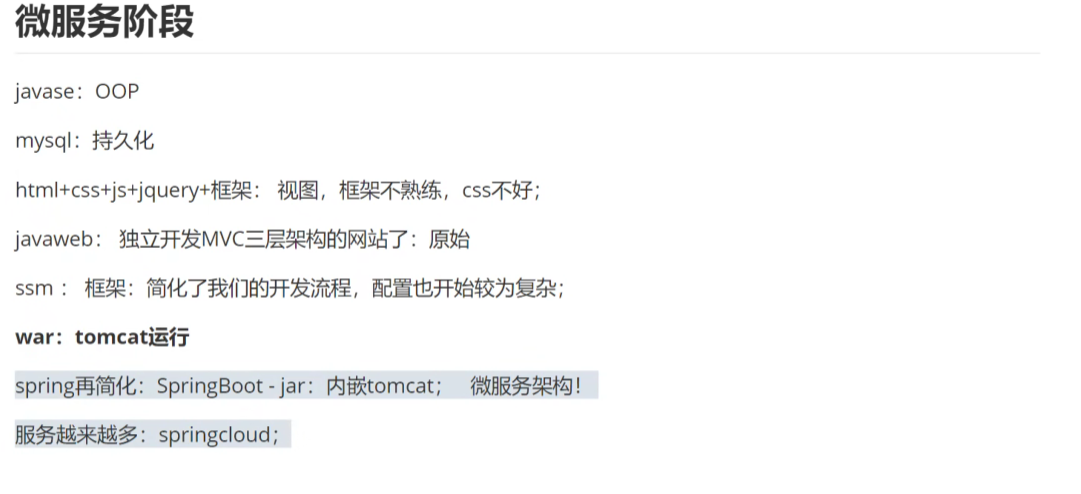 微服务阶段
javase：OOP
mysql：持久化
html+css+js+jquery+框架： 视图，框架不熟练，css不好；
javaweb： 独立开发MVC三层架构的网站了：原始
ssm ： 框架：简化了我们的开发流程，配置也开始较为复杂；
war：tomcat运行
spring再简化：SpringBoot - jar：内嵌tomcat； 微服务架构！
服务越来越多：springcloud；